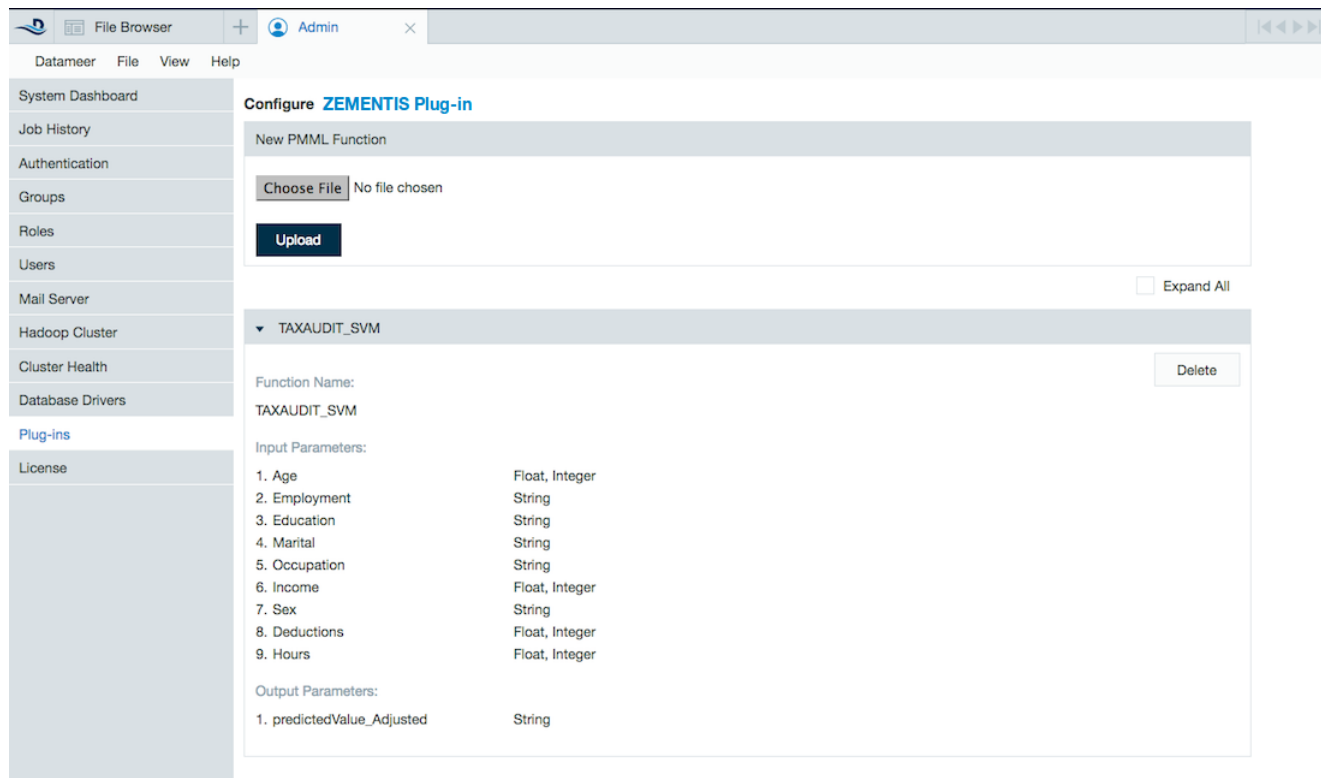 File Browser
Admin
Datameer File View Help
System Dashboard
Job History
Authentication
Groups
Roles
Users
Mail Server
Hadoop Cluster
Cluster Health
Database Drivers
Plug-ins
License
Configure ZEMENTIS Plug-in
New PMML Function
Choose File No file chosen
Upload
Expand All
TAXAUDIT_SVM
Delete
Function Name:
TAXAUDIT_SVM
Input Parameters:
1. Age Float, Integer
2. Employment String
3. Education String
4. Marital String
5. Occupation String
6. Income Float, Integer
7. Sex String
8. Deductions Float, Integer
9. Hours Float, Integer
Output Parameters:
1. predictedValue_Adjusted String